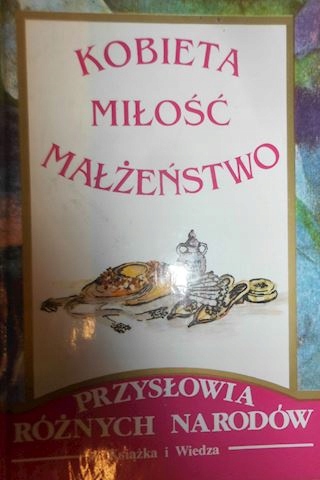 KOBIETA
MIŁOŚĆ
MAŁŻEŃSTWO
PRZYSŁOWIA
RÓŻNYCH NARODÓW
Książka i Wiedza